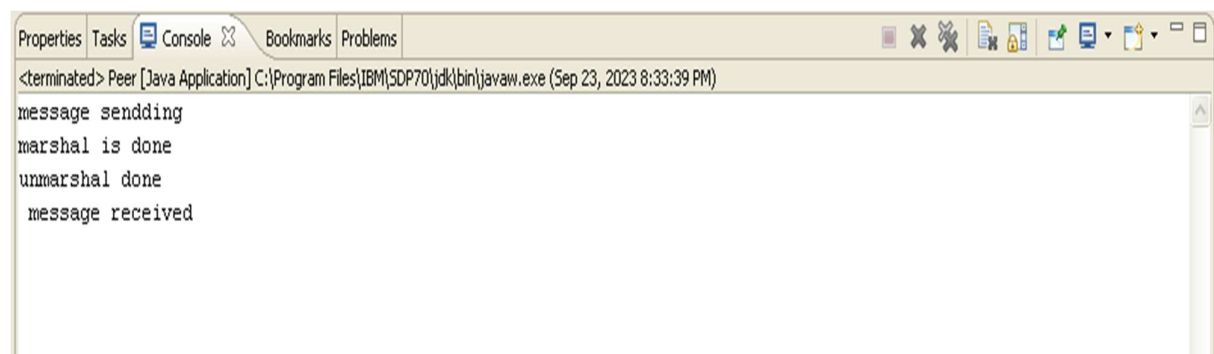 Properties Tasks Console Bookmarks Problems
<terminated> Peer [Java Application] C:\Program Files\IBM\SDP70\jdk\bin\javaw.exe (Sep 23, 2023 8:33:39 PM)
message sendding
marshal is done
unmarshal done
message received